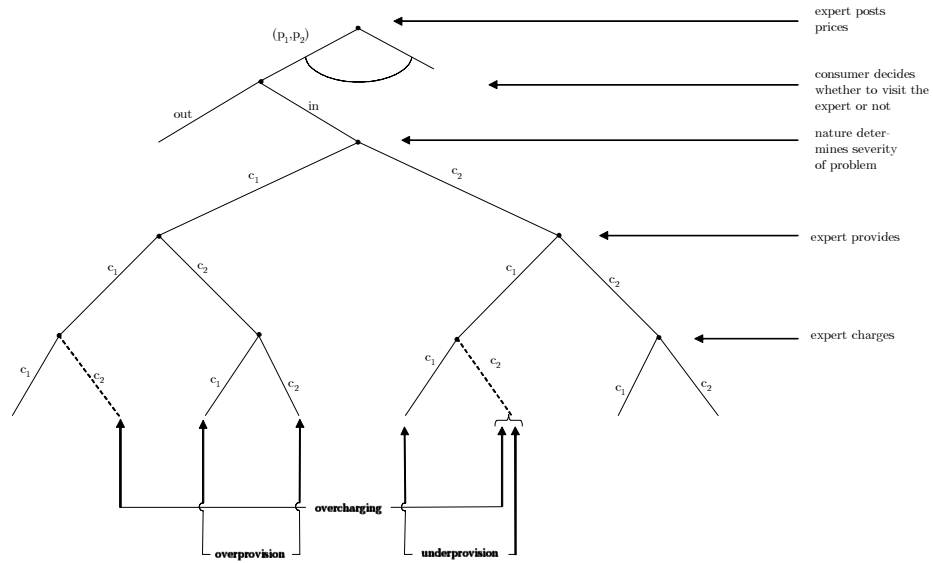 expert posts
prices
(p₁,p₂)
consumer decides
whether to visit the
expert or not
out
in
nature deter-
mines severity
of problem
c₁
c₂
expert provides
c₁
c₂
c₁
c₂
expert charges
c₁
c₂
c₁
c₂
c₁
c₂
c₁
c₂
overcharging
overprovision
underprovision